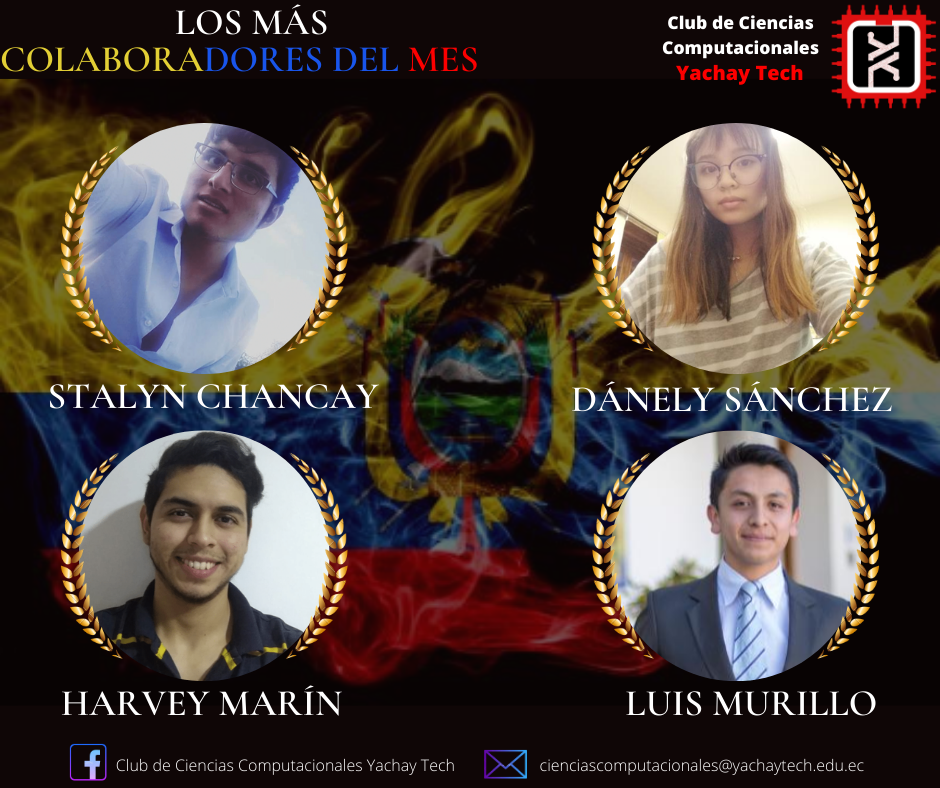 LOS MÁS
COLABORADORES DEL MES
Club de Ciencias
Computacionales
Yachay Tech
STALYN CHANCAY
DÁNELY SÁNCHEZ
HARVEY MARÍN
LUIS MURILLO
Club de Ciencias Computacionales Yachay Tech
cienciascomputacionales@yachaytech.edu.ec